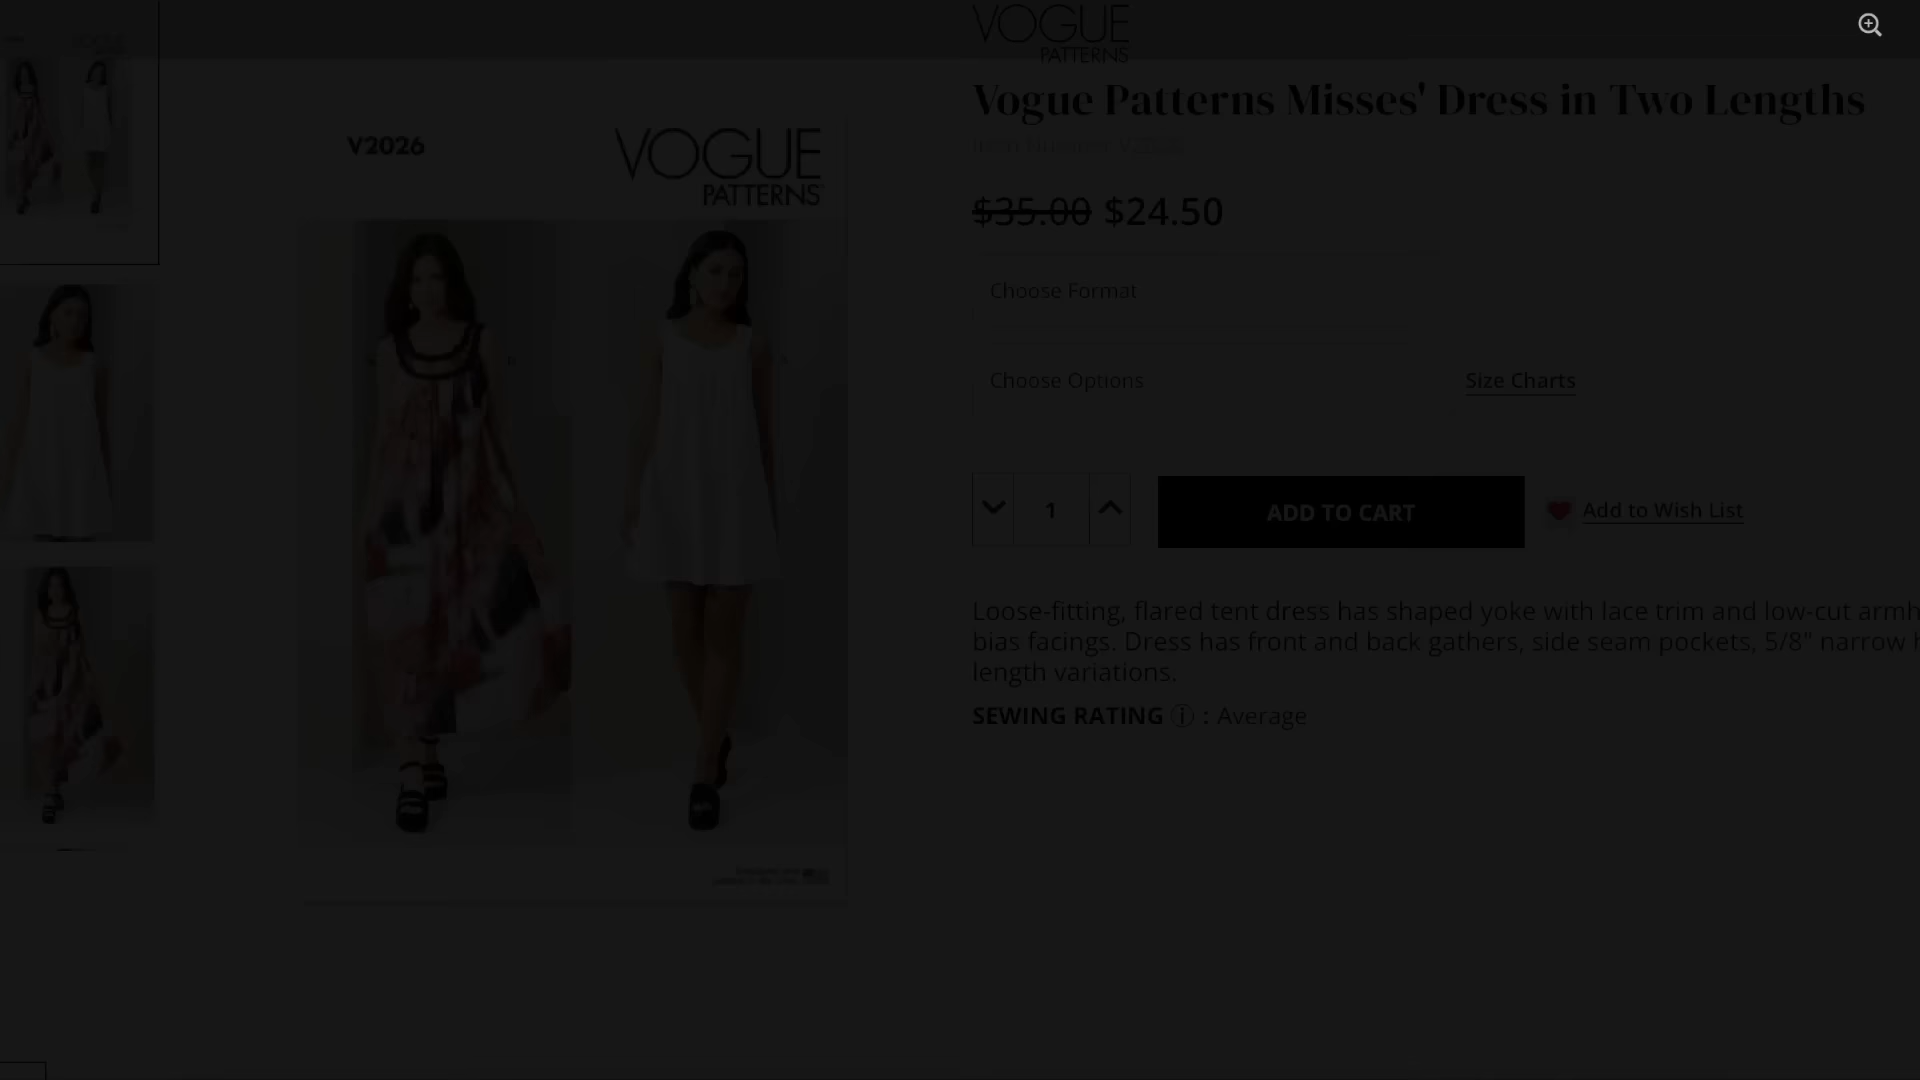 VOGUE
PATTERNS
Vogue Patterns Misses' Dress in Two Lengths
Item Number V2026
$35.00 $24.50
Choose Format
Choose Options
Size Charts
1
ADD TO CART
Add to Wish List
Loose-fitting, flared tent dress has shaped yoke with lace trim and low-cut armh
bias facings. Dress has front and back gathers, side seam pockets, 5/8" narrow h
length variations.
SEWING RATING ⓘ : Average
V2026
VOGUE
PATTERNS